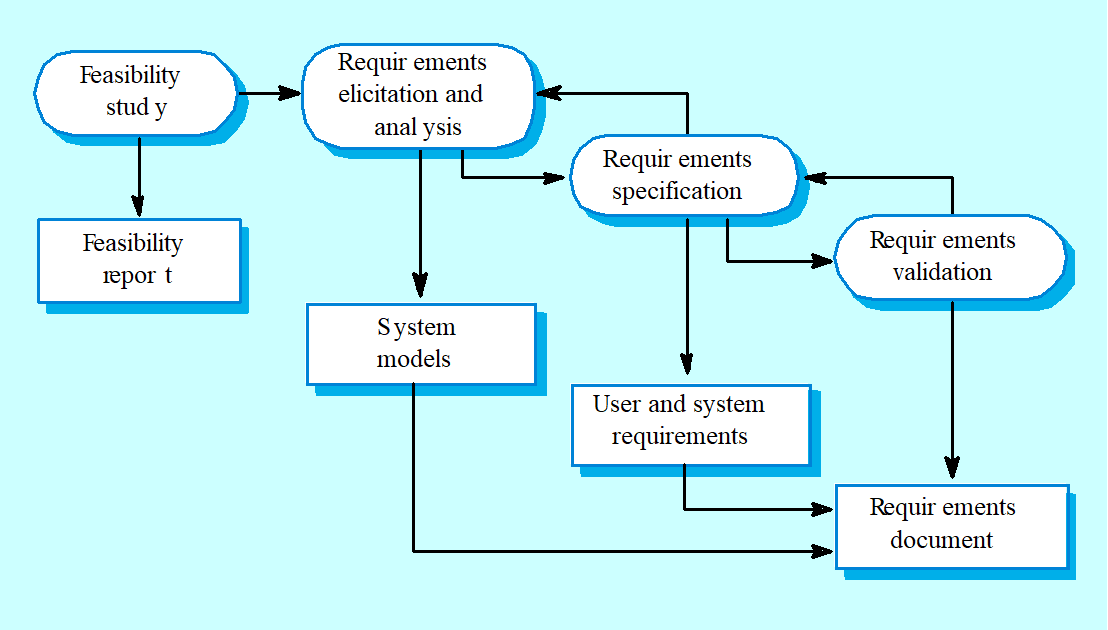 Feasibility
stud y
Requir ements
elicitation and
anal ysis
Requir ements
specification
Requir ements
validation
Feasibility
repor t
System
models
User and system
requirements
Requir ements
document